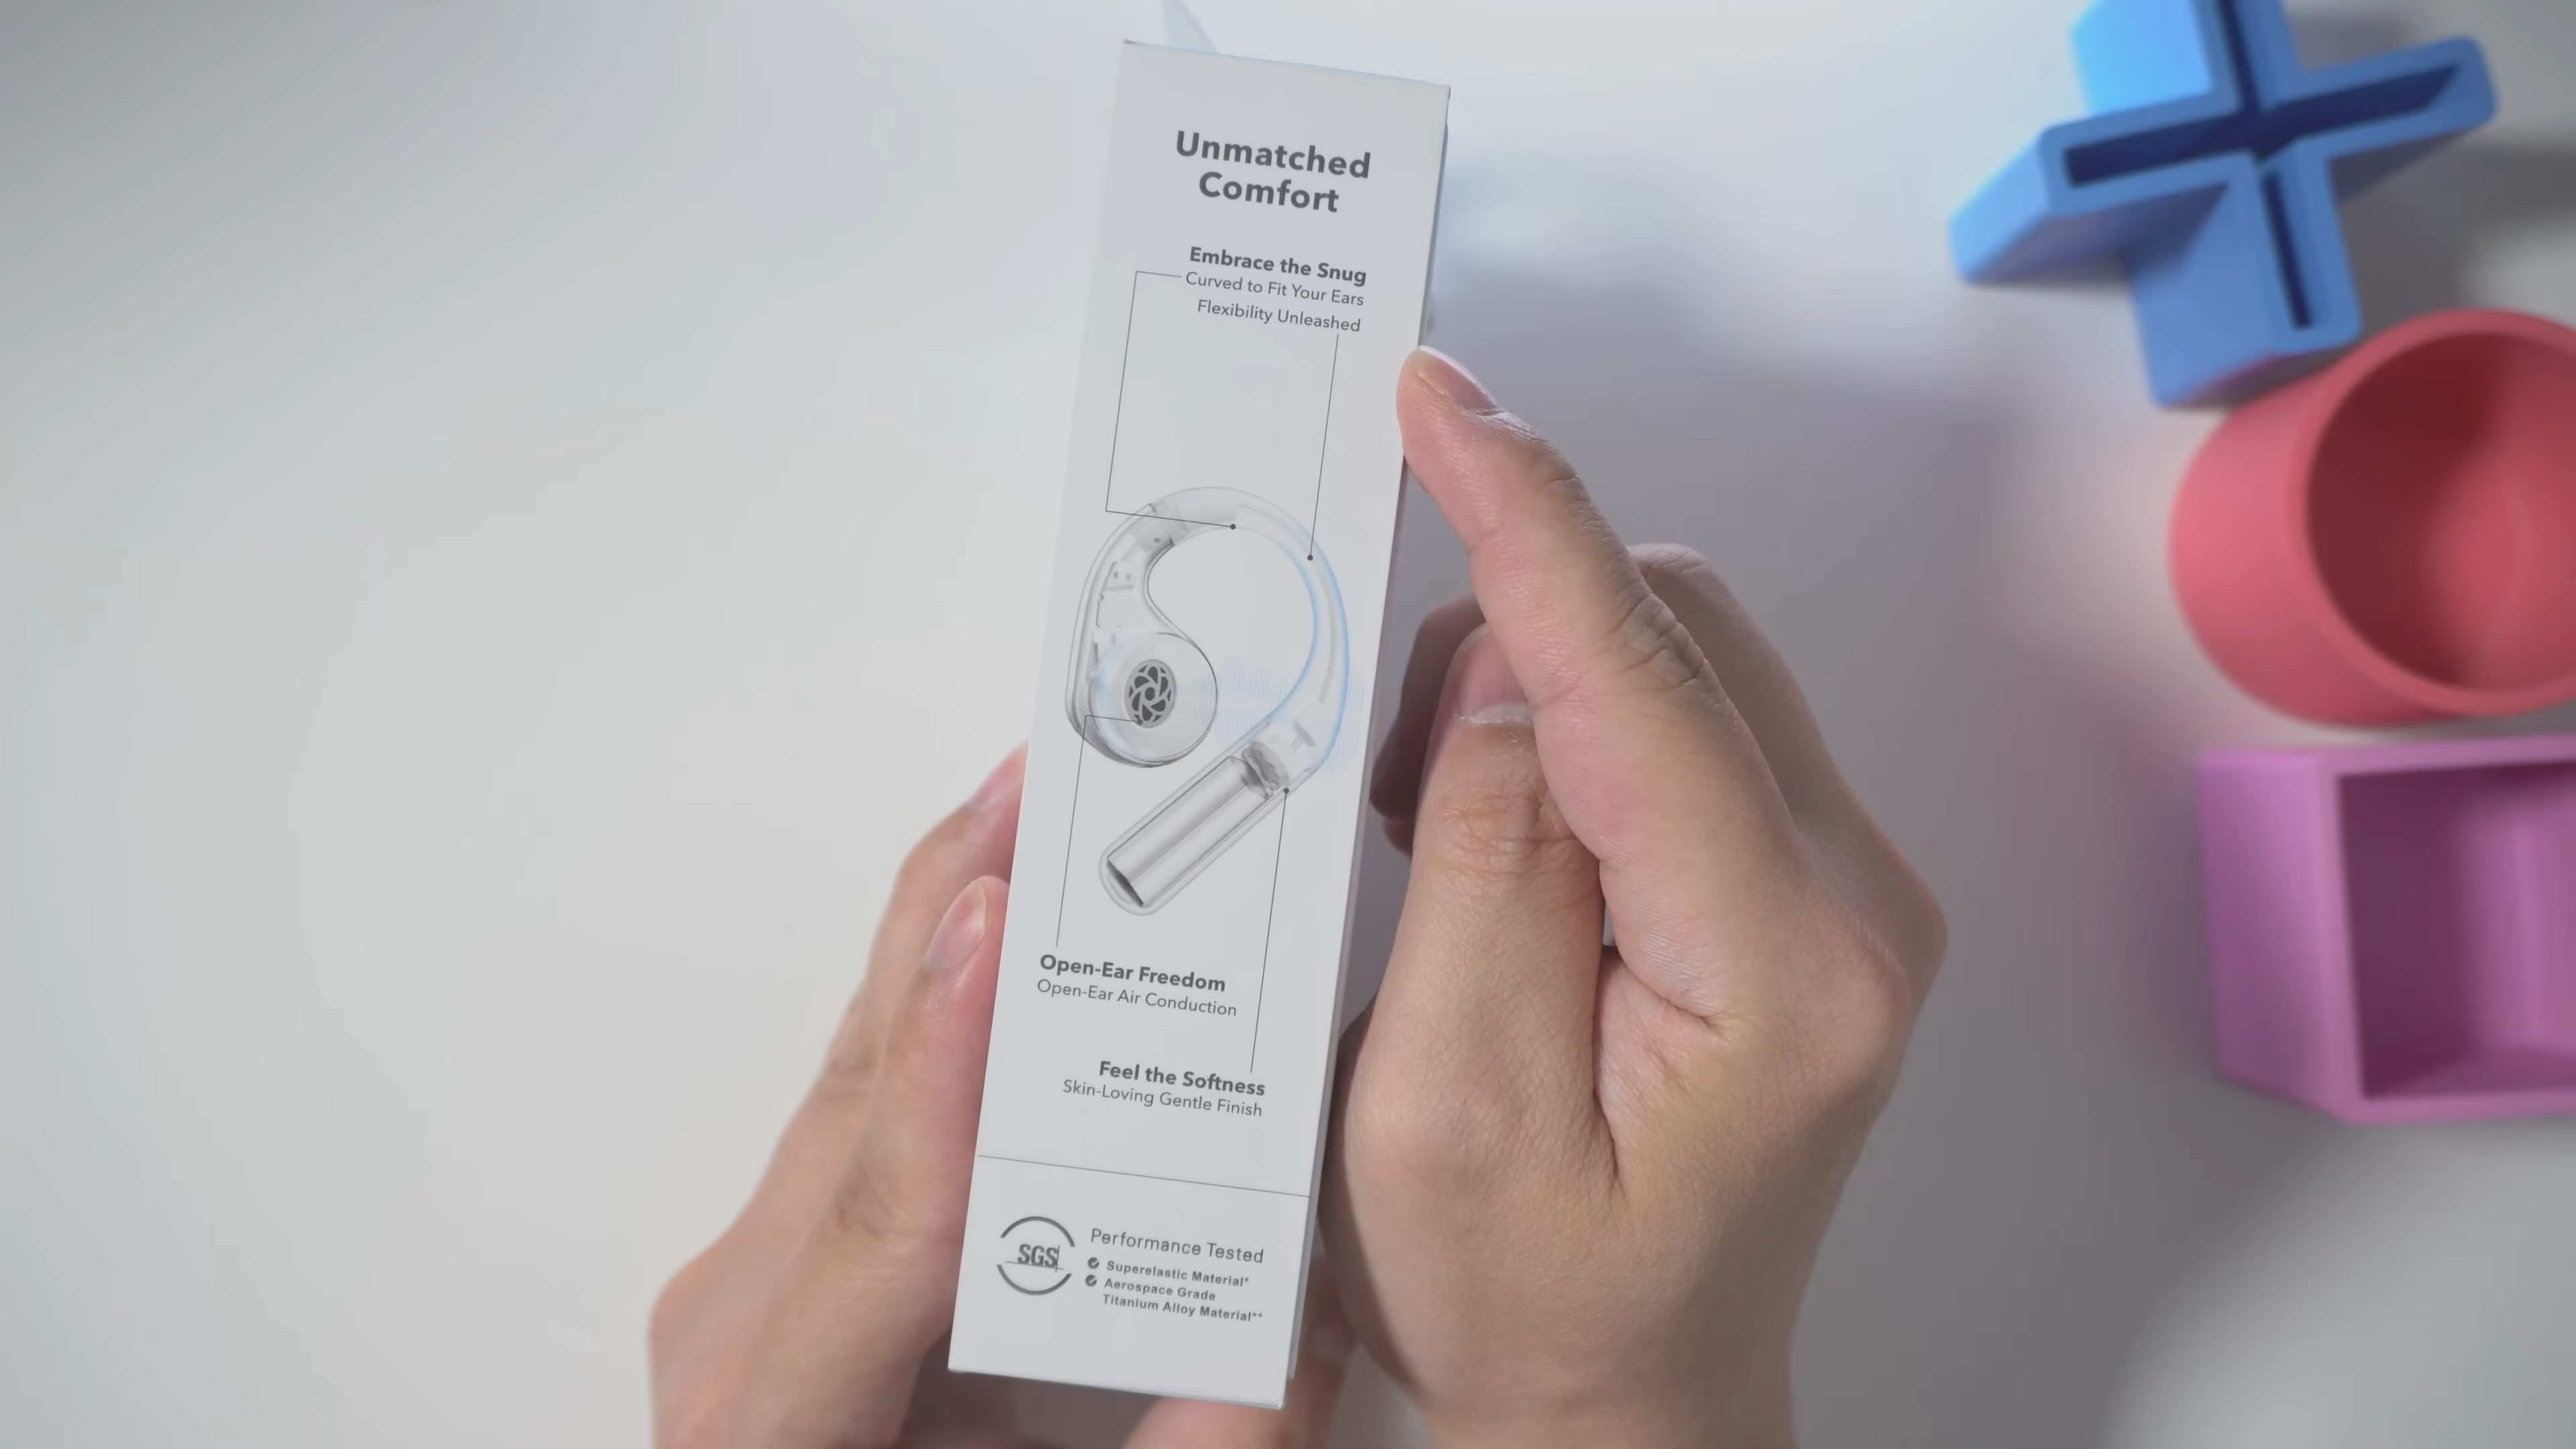 Unmatched
Comfort
Embrace the Snug
Curved to Fit Your Ears
Flexibility Unleashed
Open-Ear Freedom
Open-Ear Air Conduction
Feel the Softness
Skin-Loving Gentle Finish
SGS
Performance Tested
Superelastic Material*
Aerospace Grade
Titanium Alloy Material**